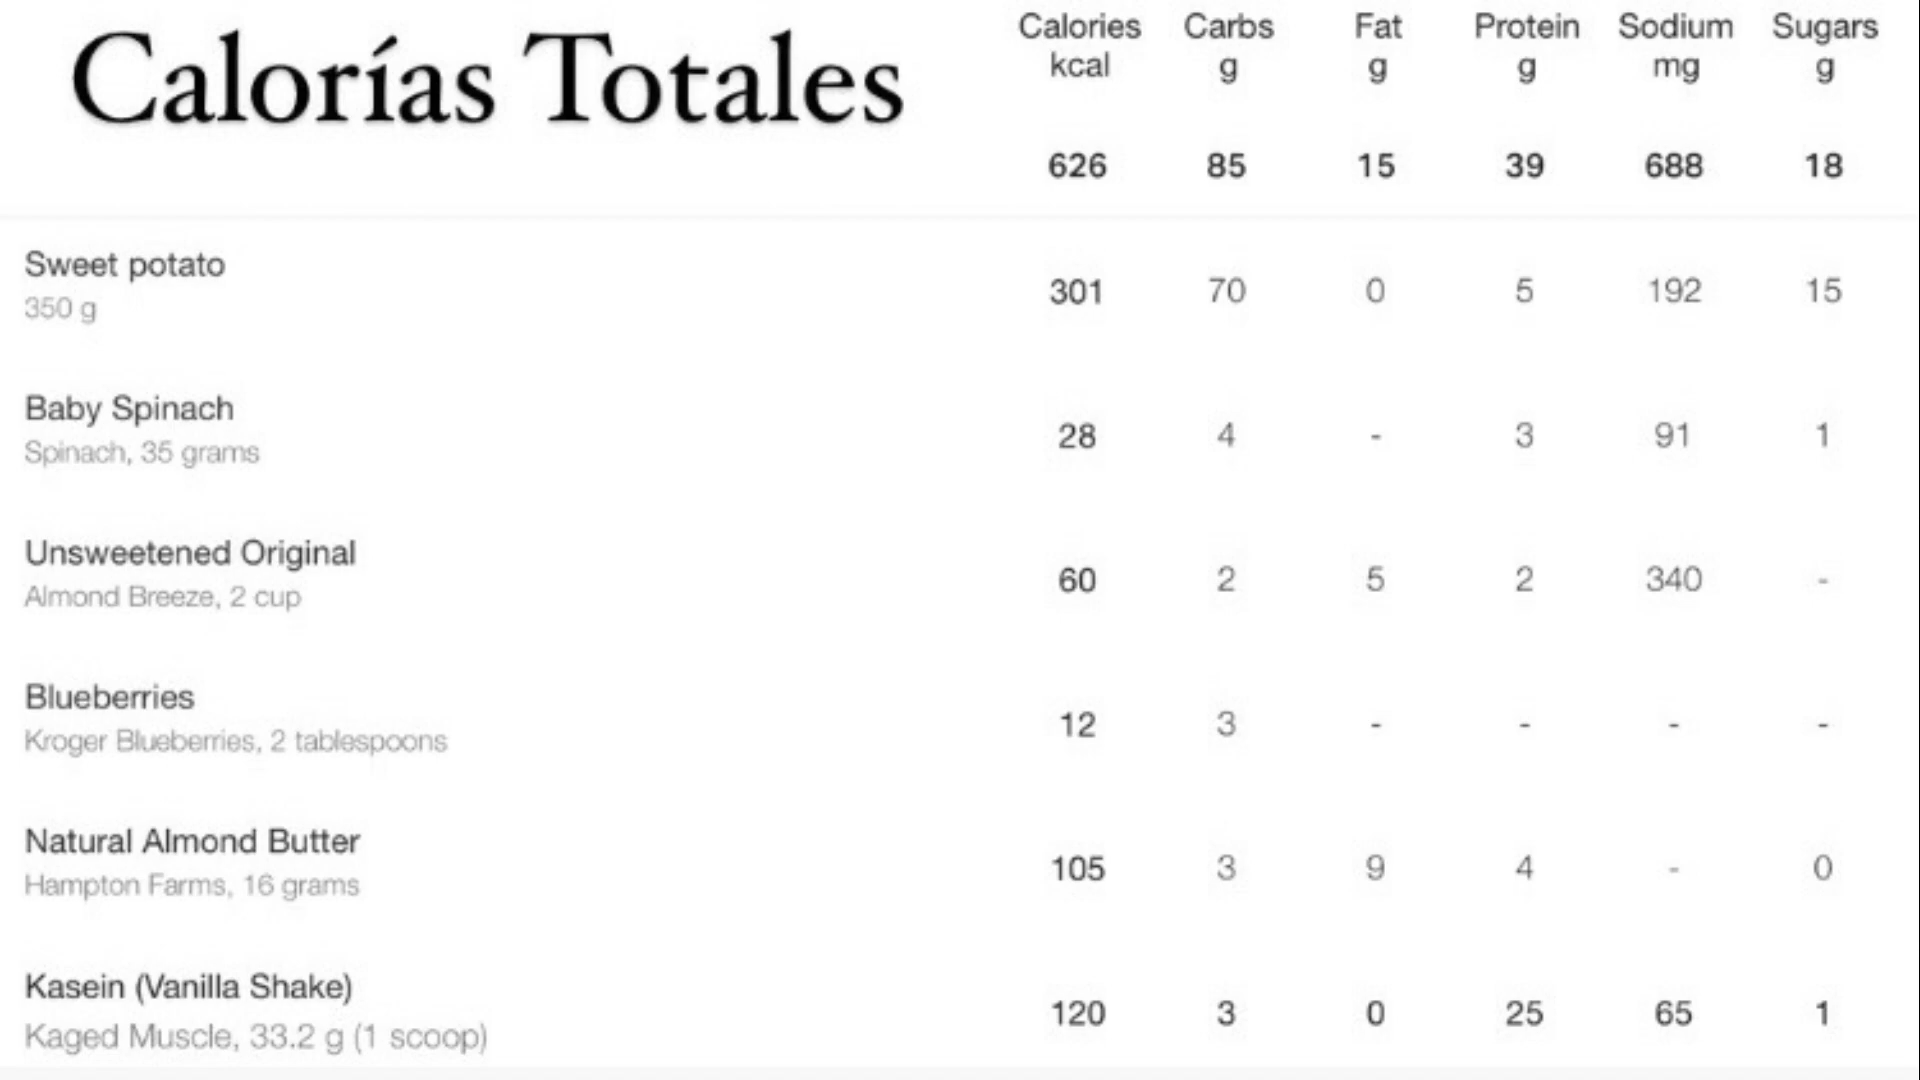 Calorías Totales
Calories Carbs Fat Protein Sodium Sugars
kcal g g g mg g
626 85 15 39 688 18
Sweet potato
350 g
301 70 0 5 192 15
Baby Spinach
Spinach, 35 grams
28 4 - 3 91 1
Unsweetened Original
Almond Breeze, 2 cup
60 2 5 2 340 -
Blueberries
Kroger Blueberries, 2 tablespoons
12 3 - - - -
Natural Almond Butter
Hampton Farms, 16 grams
105 3 9 4 - 0
Kasein (Vanilla Shake)
Kaged Muscle, 33.2 g (1 scoop)
120 3 0 25 65 1